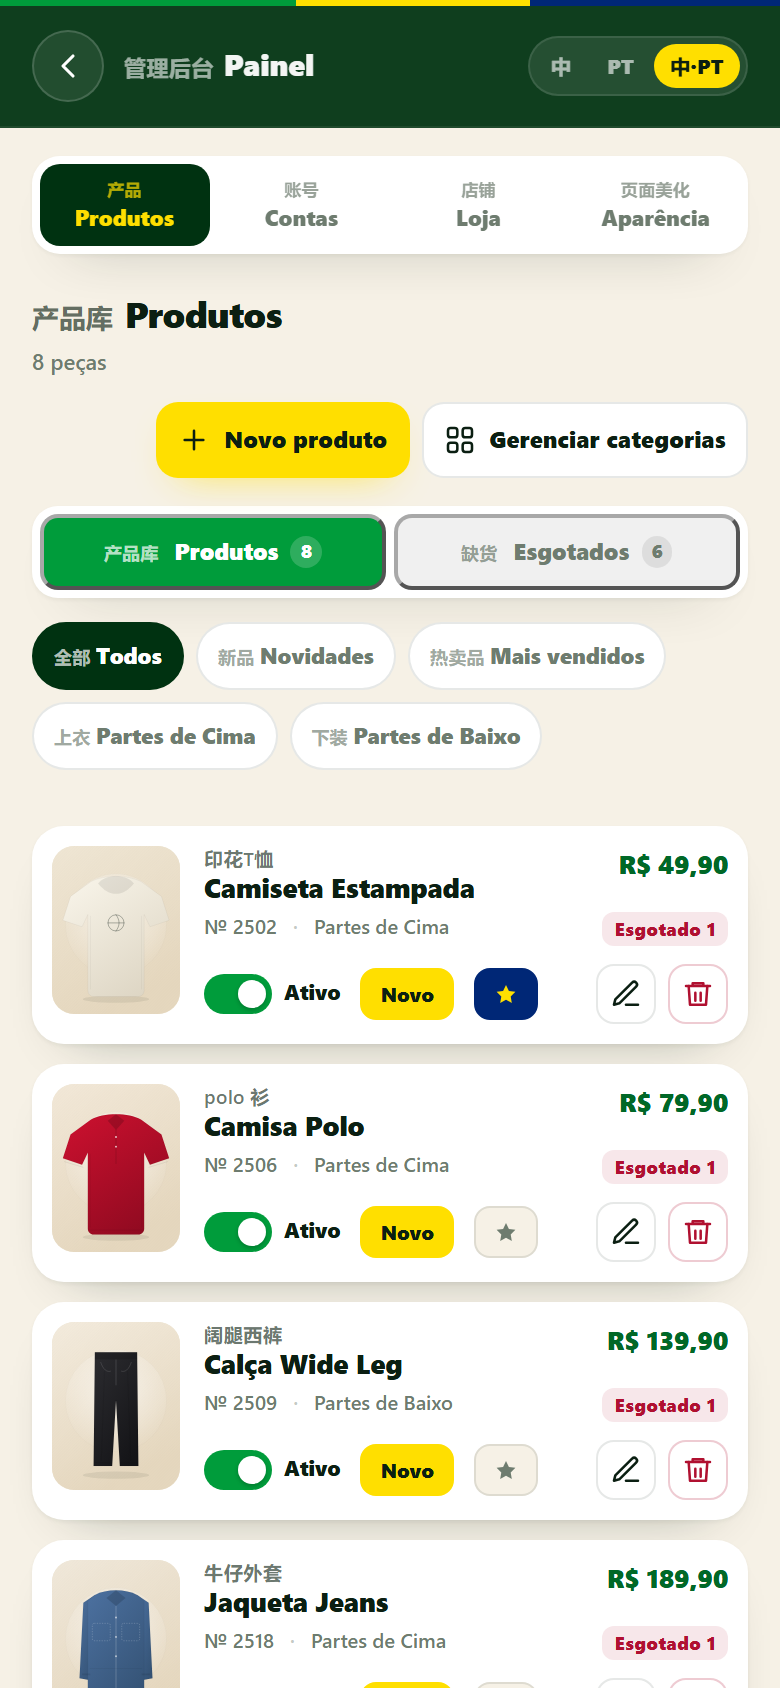 管理后台 Painel
中 PT 中·PT
产品 账号 店铺 页面美化
Produtos Contas Loja Aparência
产品库 Produtos
8 peças
Novo produto Gerenciar categorias
产品库 Produtos 8 缺货 Esgotados 6
全部 Todos 新品 Novidades 热卖品 Mais vendidos
上衣 Partes de Cima 下装 Partes de Baixo
印花T恤
Camiseta Estampada
R$ 49,90
Nº 2502 · Partes de Cima
Esgotado 1
Ativo Novo
polo 衫
Camisa Polo
R$ 79,90
Nº 2506 · Partes de Cima
Esgotado 1
Ativo Novo
阔腿西裤
Calça Wide Leg
R$ 139,90
Nº 2509 · Partes de Baixo
Esgotado 1
Ativo Novo
牛仔外套
Jaqueta Jeans
R$ 189,90
Nº 2518 · Partes de Cima
Esgotado 1